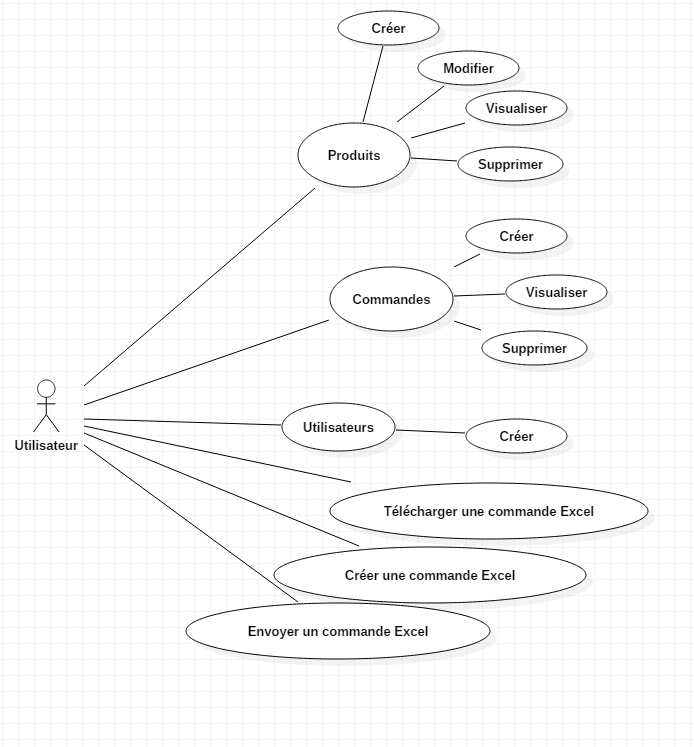 Créer
Modifier
Visualiser
Produits
Supprimer
Créer
Visualiser
Commandes
Supprimer
Utilisateurs
Créer
Utilisateur
Télécharger une commande Excel
Créer une commande Excel
Envoyer un commande Excel